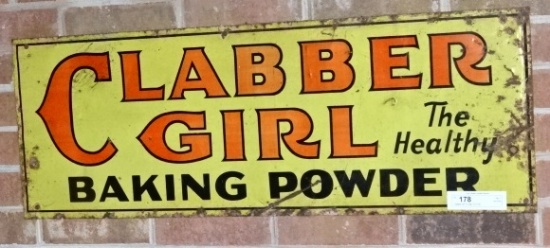 CLABBER
GIRL
The
Healthy
BAKING POWDER
178